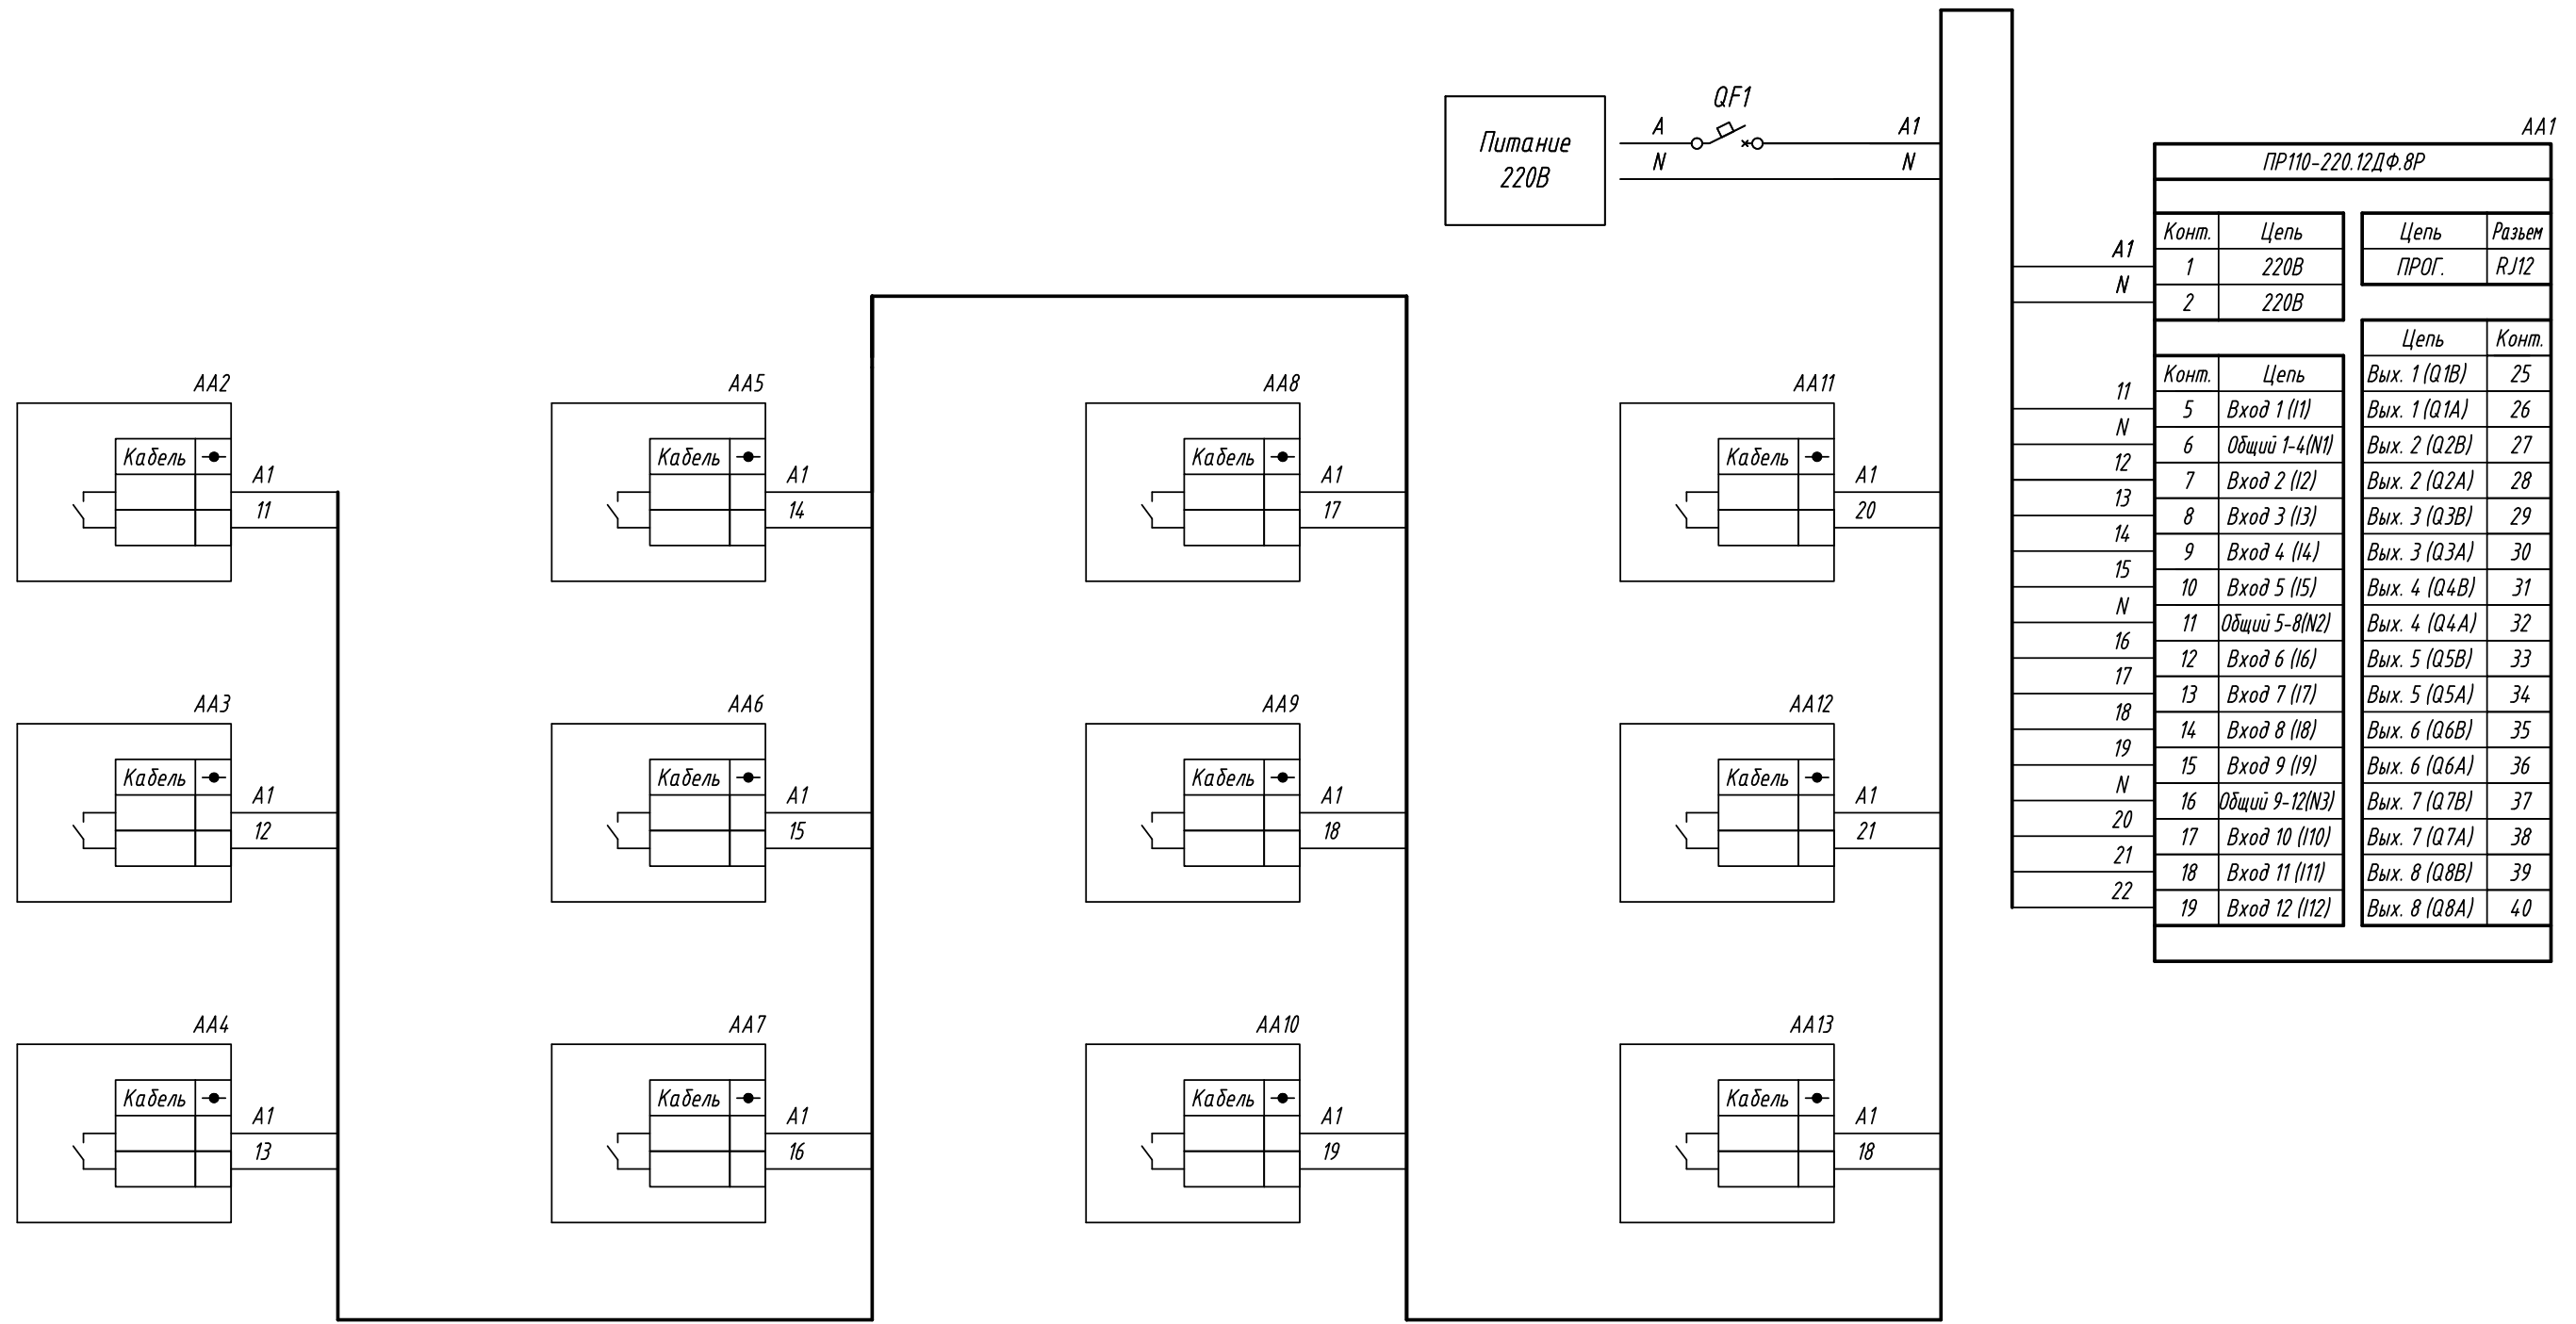 QF1
Питание
220В
A
A1
N
N
AA1
ПР110-220.12ДФ.8Р
Конт.
Цепь
1
220В
2
220В
Цепь
Разьем
ПРОГ.
RJ12
A1
N
11
N
12
13
14
15
N
16
17
18
19
N
20
21
22
Конт.
Цепь
5
Вход 1 (I1)
6
Общий 1-4(N1)
7
Вход 2 (I2)
8
Вход 3 (I3)
9
Вход 4 (I4)
10
Вход 5 (I5)
11
Общий 5-8(N2)
12
Вход 6 (I6)
13
Вход 7 (I7)
14
Вход 8 (I8)
15
Вход 9 (I9)
16
Общий 9-12(N3)
17
Вход 10 (I10)
18
Вход 11 (I11)
19
Вход 12 (I12)
Цепь
Конт.
Вых. 1 (Q1B)
25
Вых. 1 (Q1A)
26
Вых. 2 (Q2B)
27
Вых. 2 (Q2A)
28
Вых. 3 (Q3B)
29
Вых. 3 (Q3A)
30
Вых. 4 (Q4B)
31
Вых. 4 (Q4A)
32
Вых. 5 (Q5B)
33
Вых. 5 (Q5A)
34
Вых. 6 (Q6B)
35
Вых. 6 (Q6A)
36
Вых. 7 (Q7B)
37
Вых. 7 (Q7A)
38
Вых. 8 (Q8B)
39
Вых. 8 (Q8A)
40
AA2
Кабель
A1
11
AA5
Кабель
A1
14
AA8
Кабель
A1
17
AA11
Кабель
A1
20
AA3
Кабель
A1
12
AA6
Кабель
A1
15
AA9
Кабель
A1
18
AA12
Кабель
A1
21
AA4
Кабель
A1
13
AA7
Кабель
A1
16
AA10
Кабель
A1
19
AA13
Кабель
A1
18